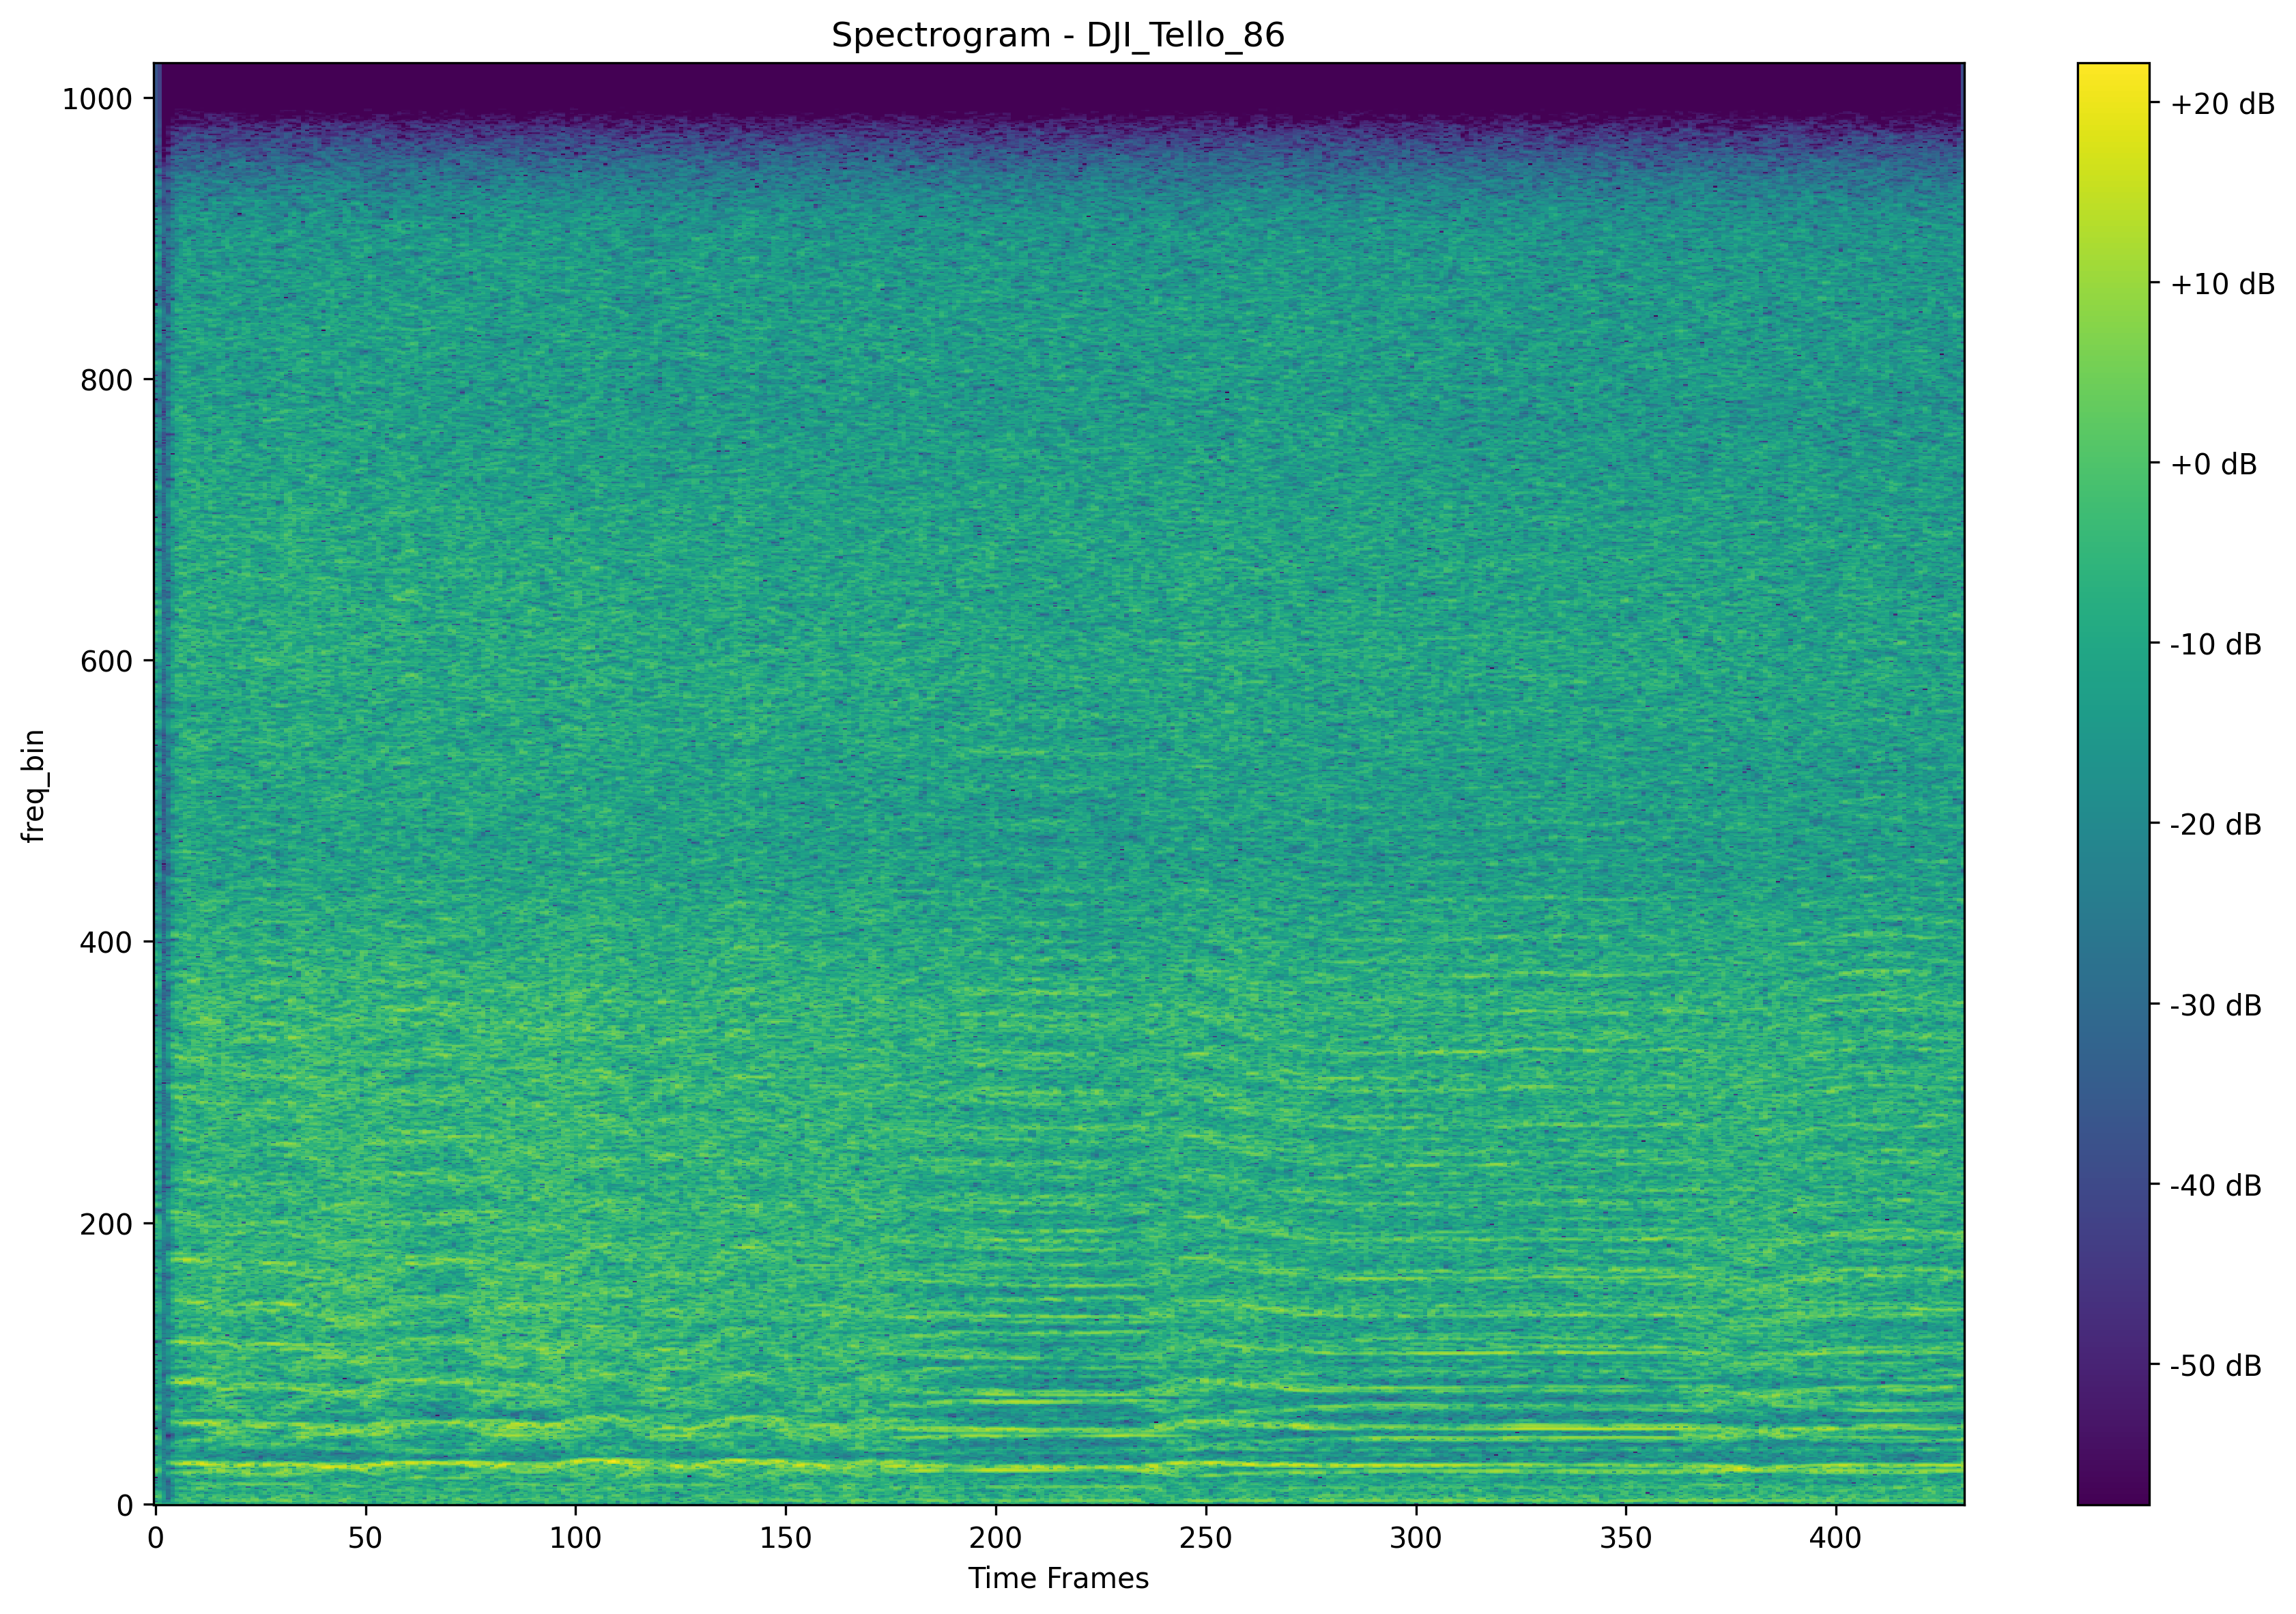 Spectrogram - DJI_Tello_86
freq_bin
1000
800
600
400
200
0
0 50 100 150 200 250 300 350 400
Time Frames
+20 dB
+10 dB
+0 dB
-10 dB
-20 dB
-30 dB
-40 dB
-50 dB